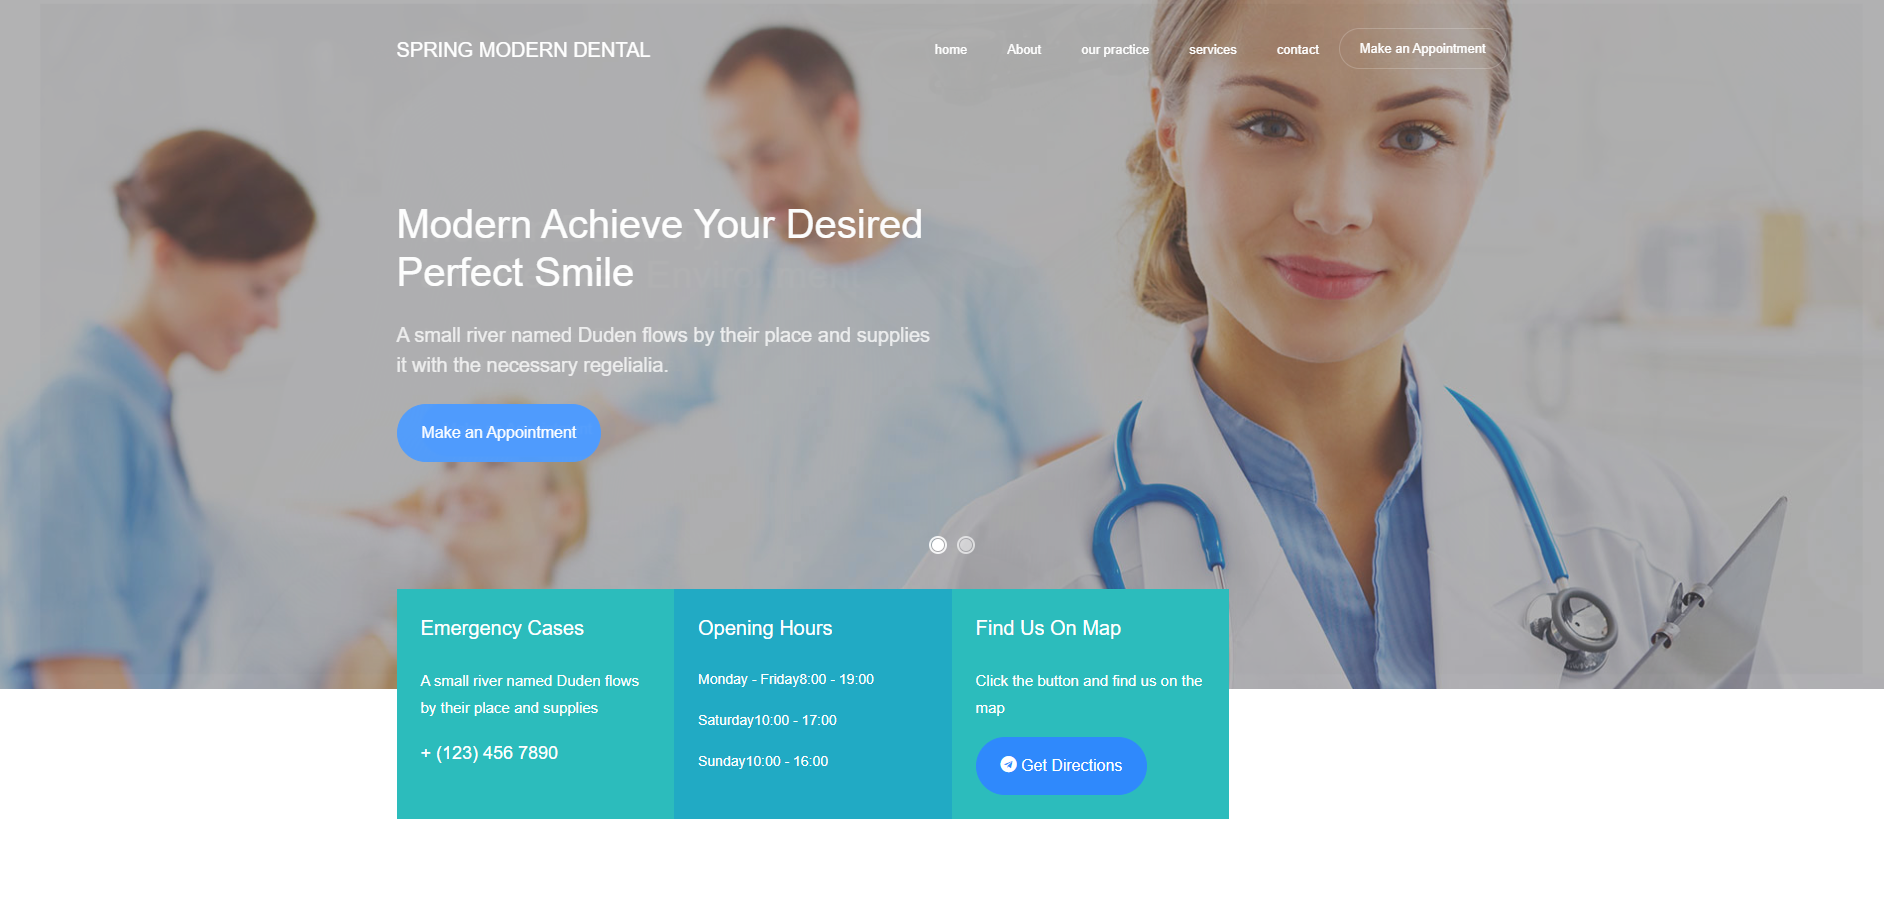 SPRING MODERN DENTAL
home
About
our practice
services
contact
Make an Appointment
Modern Achieve Your Desired
Perfect Smile
Environment
A small river named Duden flows by their place and supplies
it with the necessary regelialia.
Make an Appointment
Emergency Cases
A small river named Duden flows
by their place and supplies
+ (123) 456 7890
Opening Hours
Monday - Friday8:00 - 19:00
Saturday10:00 - 17:00
Sunday10:00 - 16:00
Find Us On Map
Click the button and find us on the
map
Get Directions